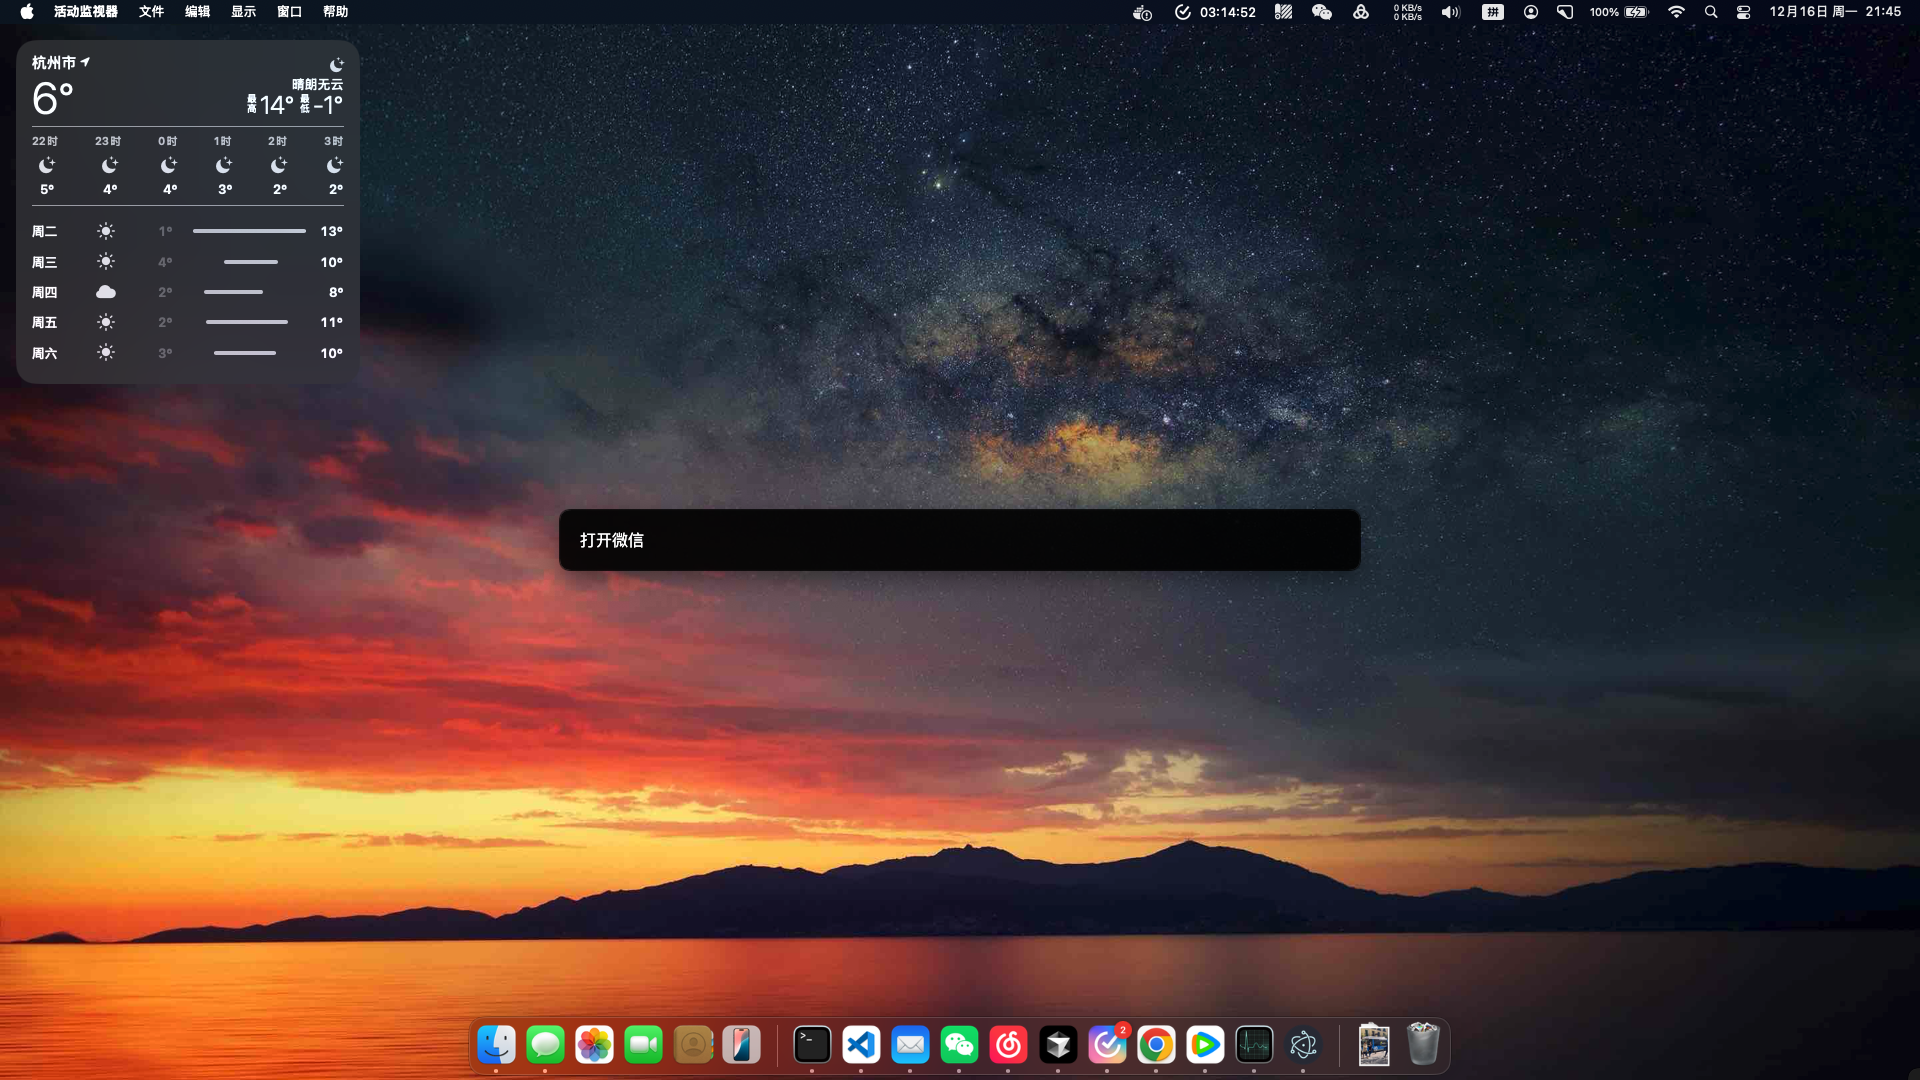 活动监视器 文件 编辑 显示 窗口 帮助 03:14:52 0 KB/s 0 KB/s 拼 100% 12月16日 周一 21:45
杭州市
6°
晴朗无云
最高 14° 最低 -1°
22时 23时 0时 1时 2时 3时
5° 4° 4° 3° 2° 2°
周二 1° 13°
周三 4° 10°
周四 2° 8°
周五 2° 11°
周六 3° 10°
打开微信
>_
2